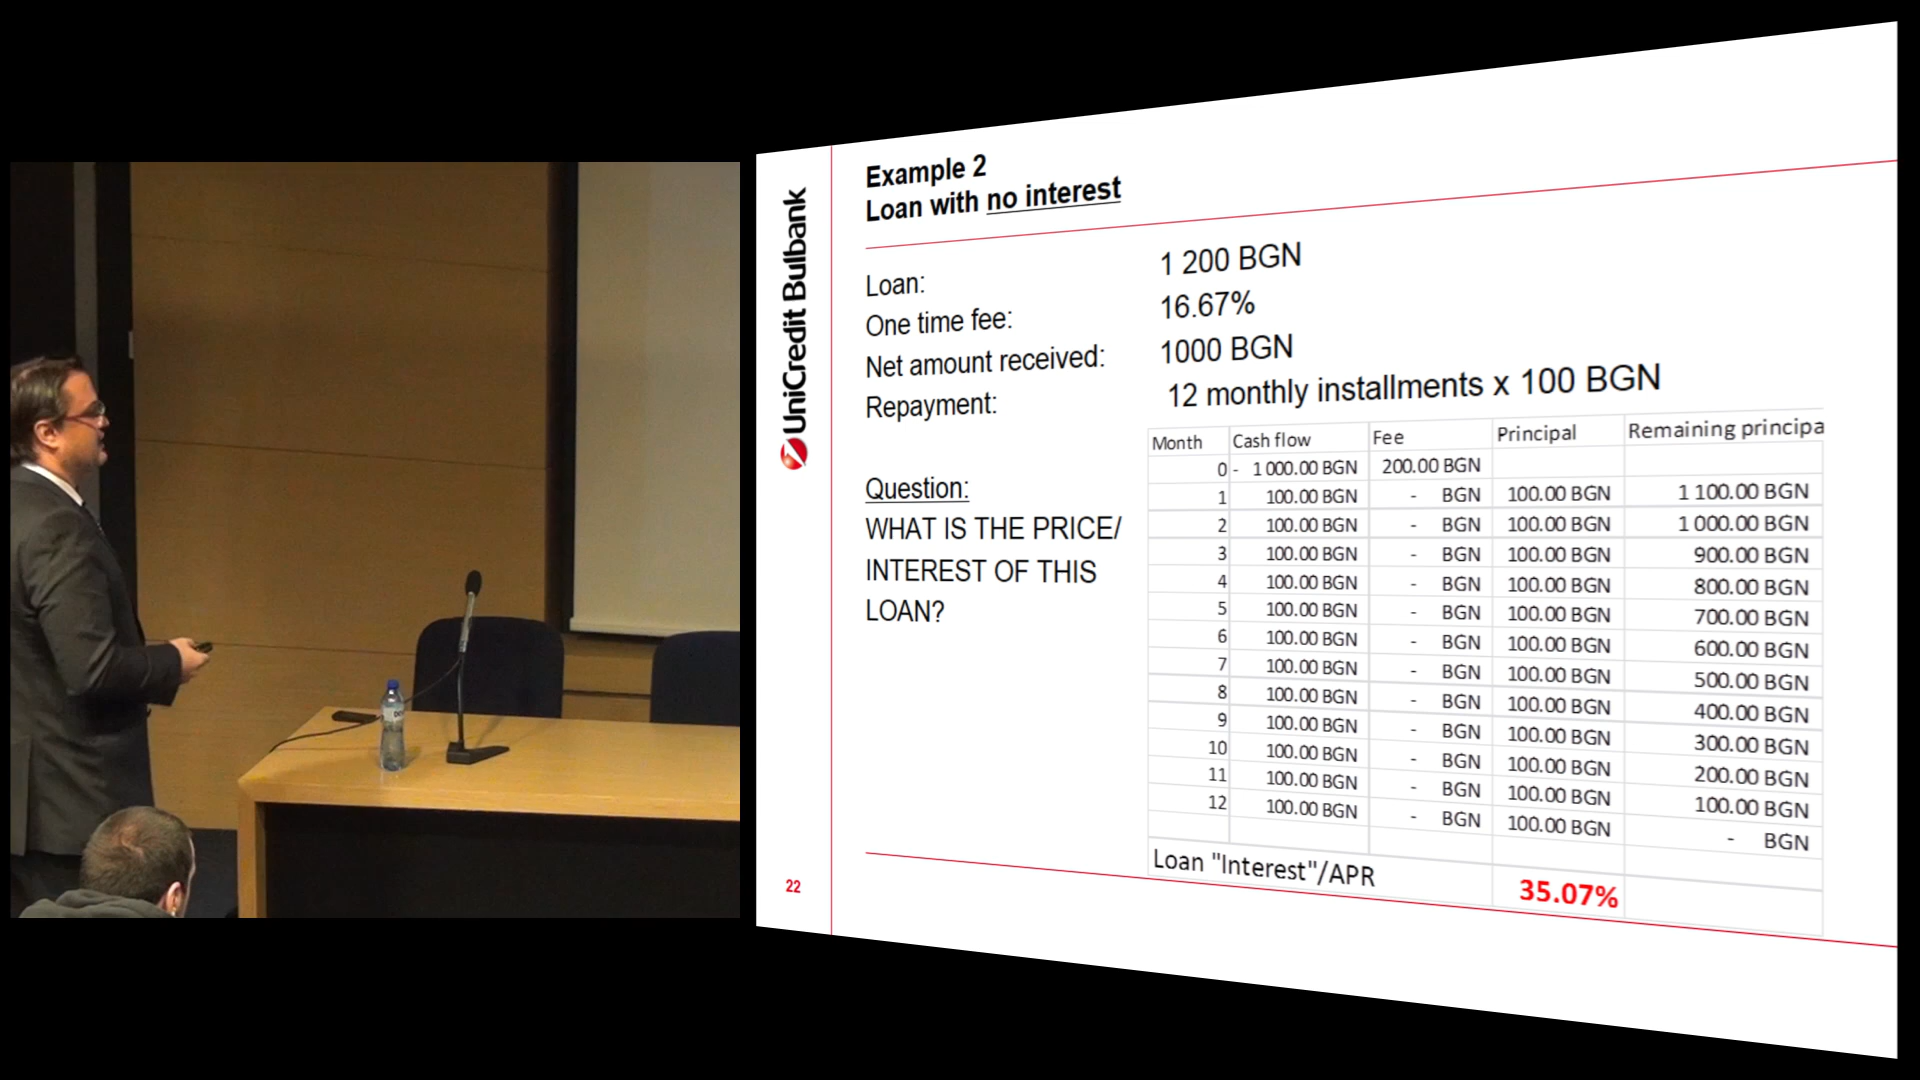 UniCredit Bulbank
Example 2
Loan with no interest
Loan: 1 200 BGN
One time fee: 16.67%
Net amount received: 1000 BGN
Repayment: 12 monthly installments x 100 BGN
Question:
WHAT IS THE PRICE/
INTEREST OF THIS
LOAN?
Month Cash flow Fee Principal Remaining principa
0 - 1 000.00 BGN 200.00 BGN
1 100.00 BGN - BGN 100.00 BGN 1 100.00 BGN
2 100.00 BGN - BGN 100.00 BGN 1 000.00 BGN
3 100.00 BGN - BGN 100.00 BGN 900.00 BGN
4 100.00 BGN - BGN 100.00 BGN 800.00 BGN
5 100.00 BGN - BGN 100.00 BGN 700.00 BGN
6 100.00 BGN - BGN 100.00 BGN 600.00 BGN
7 100.00 BGN - BGN 100.00 BGN 500.00 BGN
8 100.00 BGN - BGN 100.00 BGN 400.00 BGN
9 100.00 BGN - BGN 100.00 BGN 300.00 BGN
10 100.00 BGN - BGN 100.00 BGN 200.00 BGN
11 100.00 BGN - BGN 100.00 BGN 100.00 BGN
12 100.00 BGN - BGN 100.00 BGN - BGN
Loan "Interest"/APR 35.07%
22